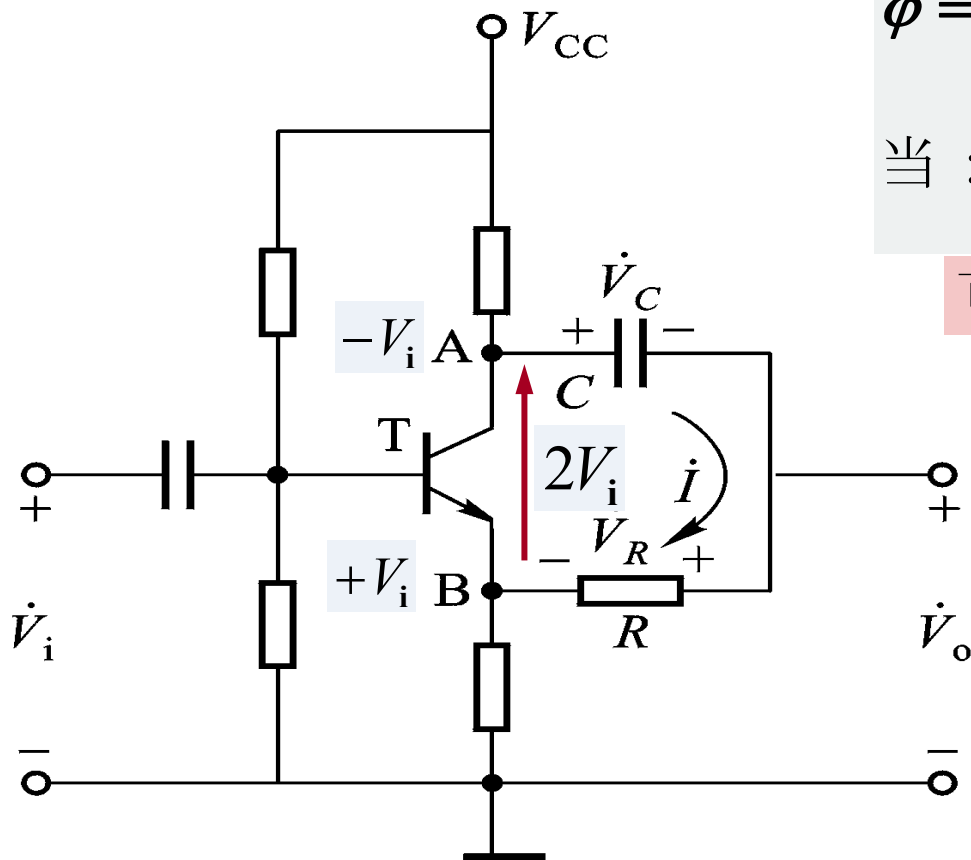 φ =
V_CC
当
V̇_C
−V_i A
+ −
C
T
2V_i
İ
+ +
V_R
− +
+V_i B
R
V̇_i
V̇_o
− −